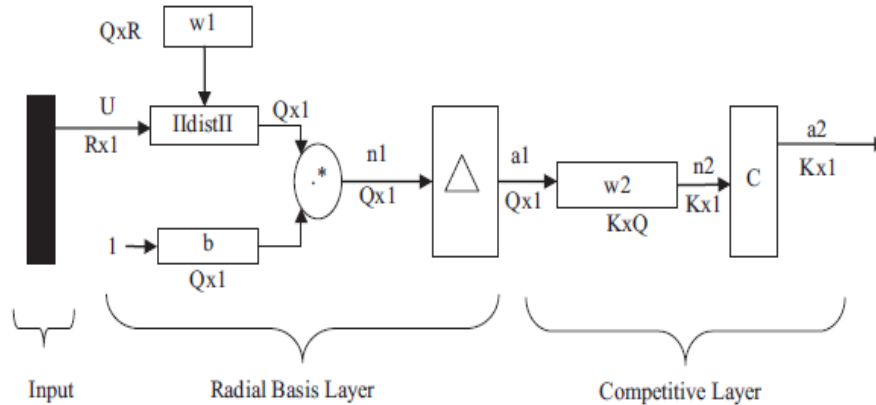 QxR
w1
U
Rx1
IIdistII
Qx1
.*
n1
Qx1
a1
Qx1
w2
KxQ
n2
Kx1
C
a2
Kx1
1
b
Qx1
Input
Radial Basis Layer
Competitive Layer